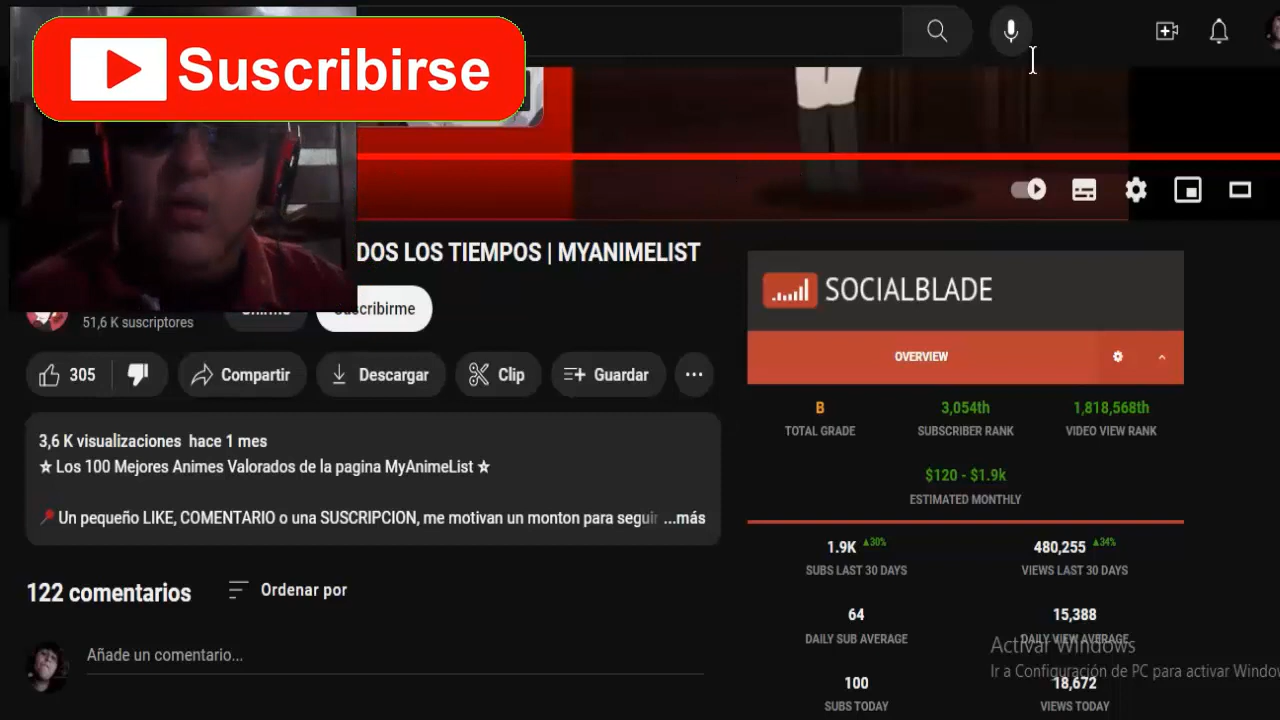 Suscribirse
DOS LOS TIEMPOS | MYANIMELIST
51,6 K suscriptores
Unirme
Suscribirme
305
Compartir
Descargar
Clip
Guardar
3,6 K visualizaciones hace 1 mes
☆ Los 100 Mejores Animes Valorados de la pagina MyAnimeList ☆
📌 Un pequeño LIKE, COMENTARIO o una SUSCRIPCION, me motivan un monton para seguir ...más
122 comentarios
Ordenar por
Añade un comentario...
SOCIALBLADE
OVERVIEW
B
TOTAL GRADE
3,054th
SUBSCRIBER RANK
1,818,568th
VIDEO VIEW RANK
$120 - $1.9k
ESTIMATED MONTHLY
1.9K ▲30%
SUBS LAST 30 DAYS
480,255 ▲34%
VIEWS LAST 30 DAYS
64
DAILY SUB AVERAGE
15,388
DAILY VIEW AVERAGE
100
SUBS TODAY
18,672
VIEWS TODAY
Activar Windows
Ir a Configuración de PC para activar Windo